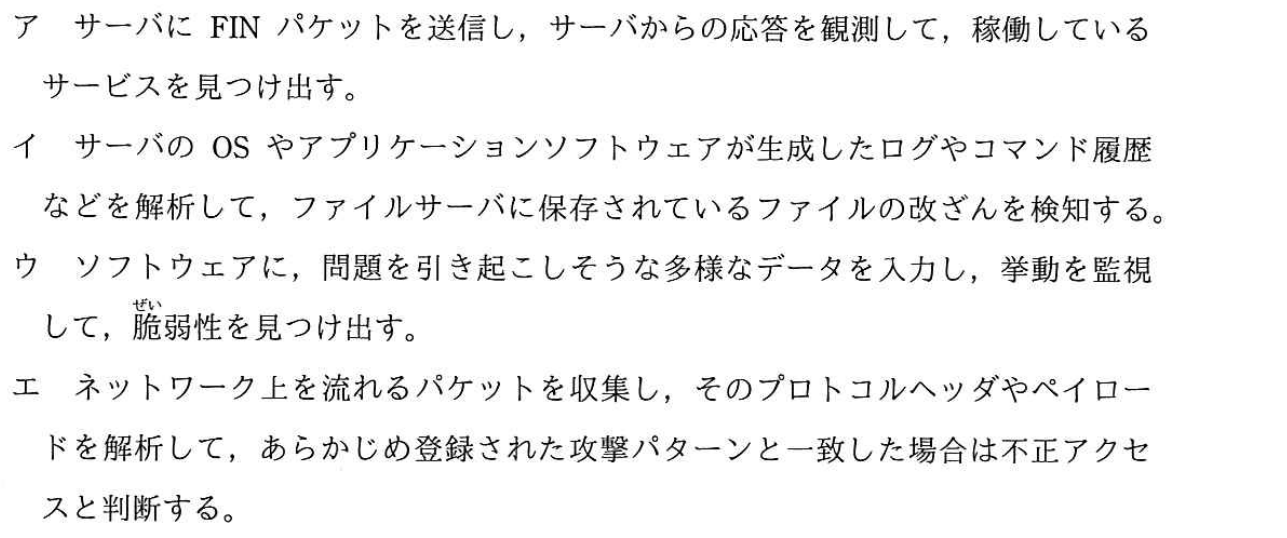 ア　サーバに FIN パケットを送信し，サーバからの応答を観測して，稼働している
サービスを見つけ出す。
イ　サーバの OS やアプリケーションソフトウェアが生成したログやコマンド履歴
などを解析して，ファイルサーバに保存されているファイルの改ざんを検知する。
ウ　ソフトウェアに，問題を引き起こしそうな多様なデータを入力し，挙動を監視
ぜい
して，脆弱性を見つけ出す。
エ　ネットワーク上を流れるパケットを収集し，そのプロトコルヘッダやペイロー
ドを解析して，あらかじめ登録された攻撃パターンと一致した場合は不正アクセ
スと判断する。